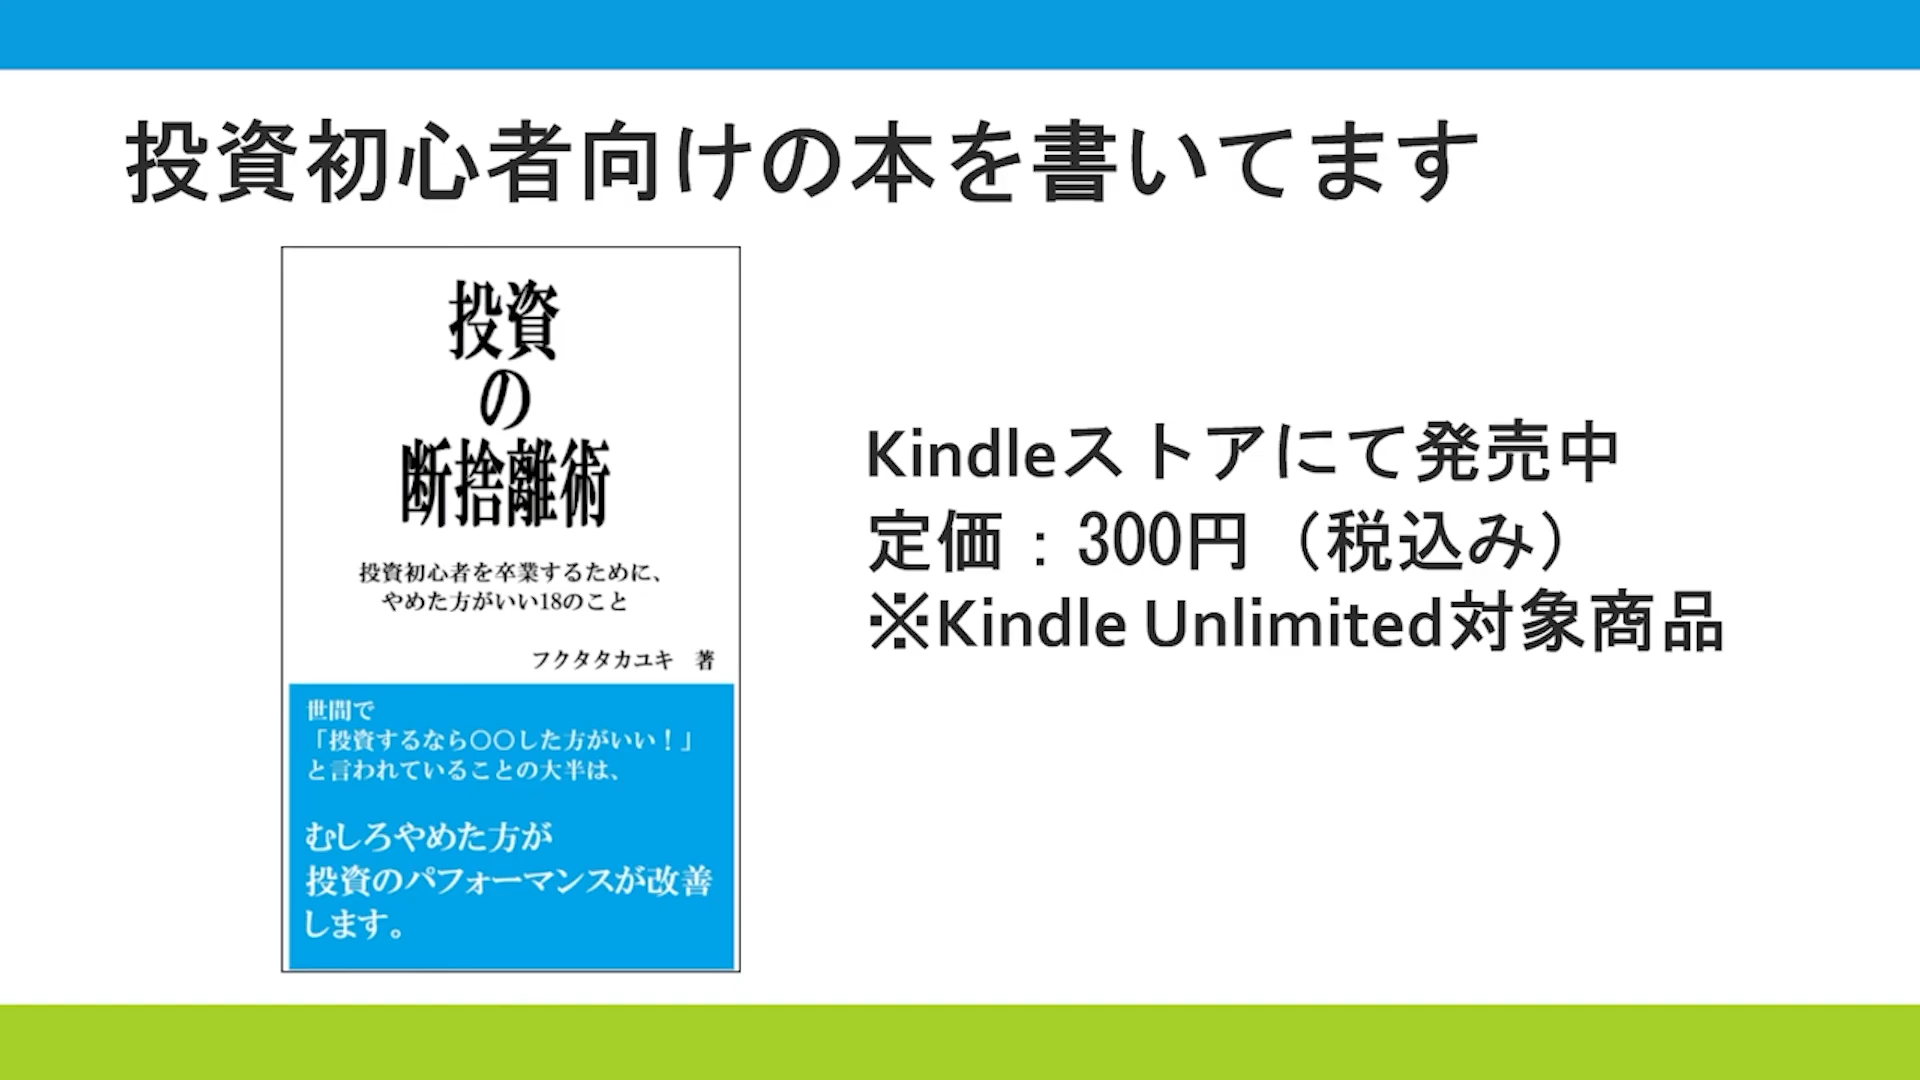 投資初心者向けの本を書いてます
投資
の
断捨離術
投資初心者を卒業するために、
やめた方がいい18のこと
フクタタカユキ　著
世間で
「投資するなら〇〇した方がいい！」
と言われていることの大半は、
むしろやめた方が
投資のパフォーマンスが改善
します。
Kindleストアにて発売中
定価：300円（税込み）
※Kindle Unlimited対象商品